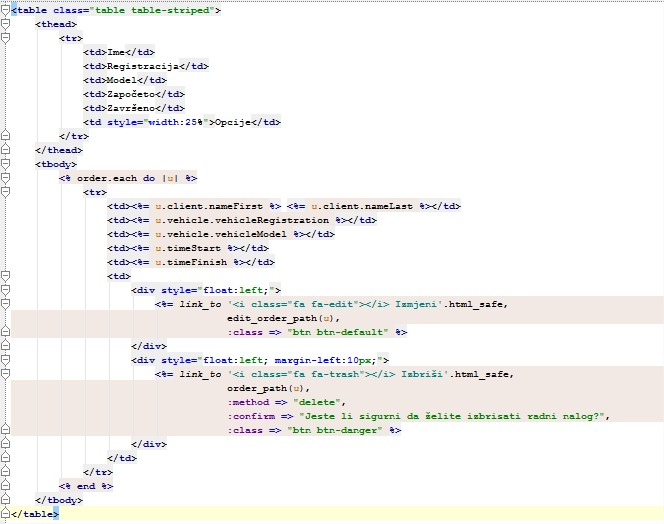 <table class="table table-striped">
<thead>
<tr>
<td>Ime</td>
<td>Registracija</td>
<td>Model</td>
<td>Započeto</td>
<td>Završeno</td>
<td style="width:25%">Opcije</td>
</tr>
</thead>
<tbody>
<% order.each do |u| %>
<tr>
<td><%= u.client.nameFirst %> <%= u.client.nameLast %></td>
<td><%= u.vehicle.vehicleRegistration %></td>
<td><%= u.vehicle.vehicleModel %></td>
<td><%= u.timeStart %></td>
<td><%= u.timeFinish %></td>
<td>
<div style="float:left;">
<%= link_to '<i class="fa fa-edit"></i> Izmjeni'.html_safe,
edit_order_path(u),
:class => "btn btn-default" %>
</div>
<div style="float:left; margin-left:10px;">
<%= link_to '<i class="fa fa-trash"></i> Izbriši'.html_safe,
order_path(u),
:method => "delete",
:confirm => "Jeste li sigurni da želite izbrisati radni nalog?",
:class => "btn btn-danger" %>
</div>
</td>
</tr>
<% end %>
</tbody>
</table>